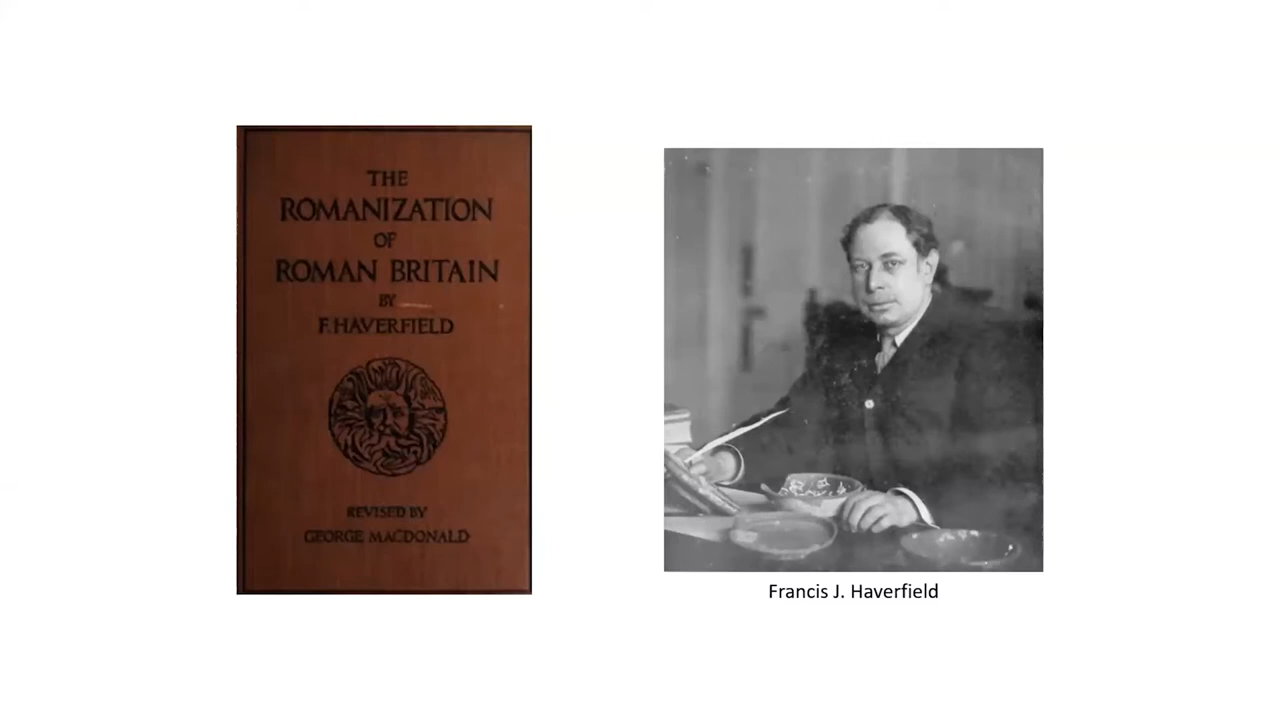 THE
ROMANIZATION
OF
ROMAN BRITAIN
BY
F. HAVERFIELD
REVISED BY
GEORGE MACDONALD
Francis J. Haverfield